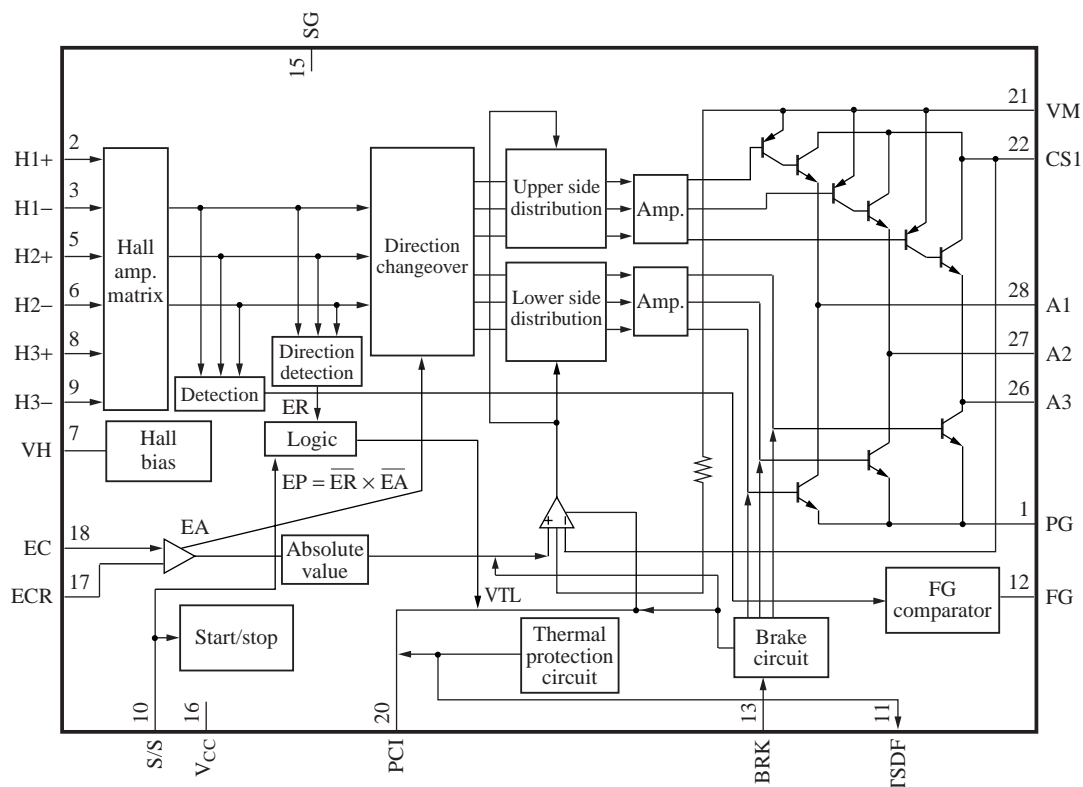 SG
15
21
VM
22
CS1
2
H1+
3
H1−
5
H2+
6
H2−
8
H3+
9
H3−
7
VH
Hall
amp.
matrix
Direction
changeover
Upper side
distribution
Amp.
Lower side
distribution
Amp.
28
A1
27
A2
26
A3
Direction
detection
Detection
ER
Logic
Hall
bias
EP = ER × EA
EA
18
EC
17
ECR
Absolute
value
+
−
1
PG
VTL
FG
comparator
12
FG
Start/stop
Thermal
protection
circuit
Brake
circuit
10
S/S
16
VCC
20
PCI
13
BRK
11
TSDF